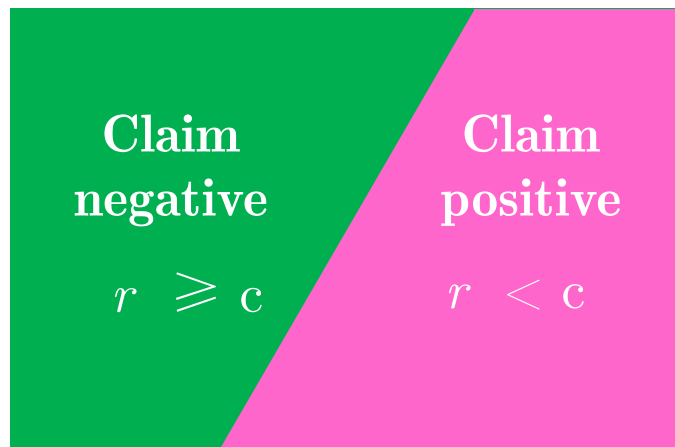 Claim
negative
r ⩾ c
Claim
positive
r < c